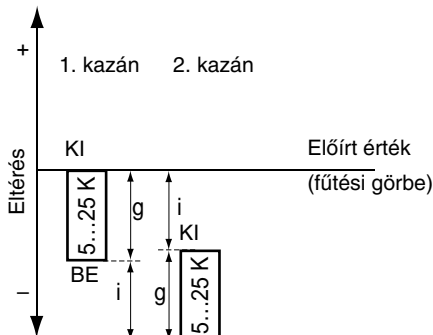 +
1. kazán 2. kazán
KI
Előírt érték
(fűtési görbe)
Eltérés
5...25 K
g
i
KI
BE
i
g
5...25 K
–